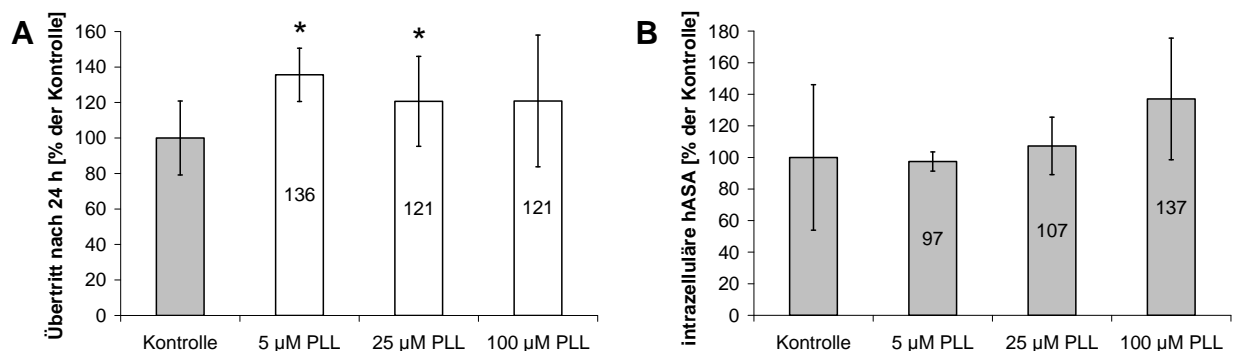 A
Übertritt nach 24 h [% der Kontrolle]
160
140
120
100
80
60
40
20
0
*
*
136
121
121
Kontrolle
5 µM PLL
25 µM PLL
100 µM PLL
B
intrazelluläre hASA [% der Kontrolle]
180
160
140
120
100
80
60
40
20
0
97
107
137
Kontrolle
5 µM PLL
25 µM PLL
100 µM PLL